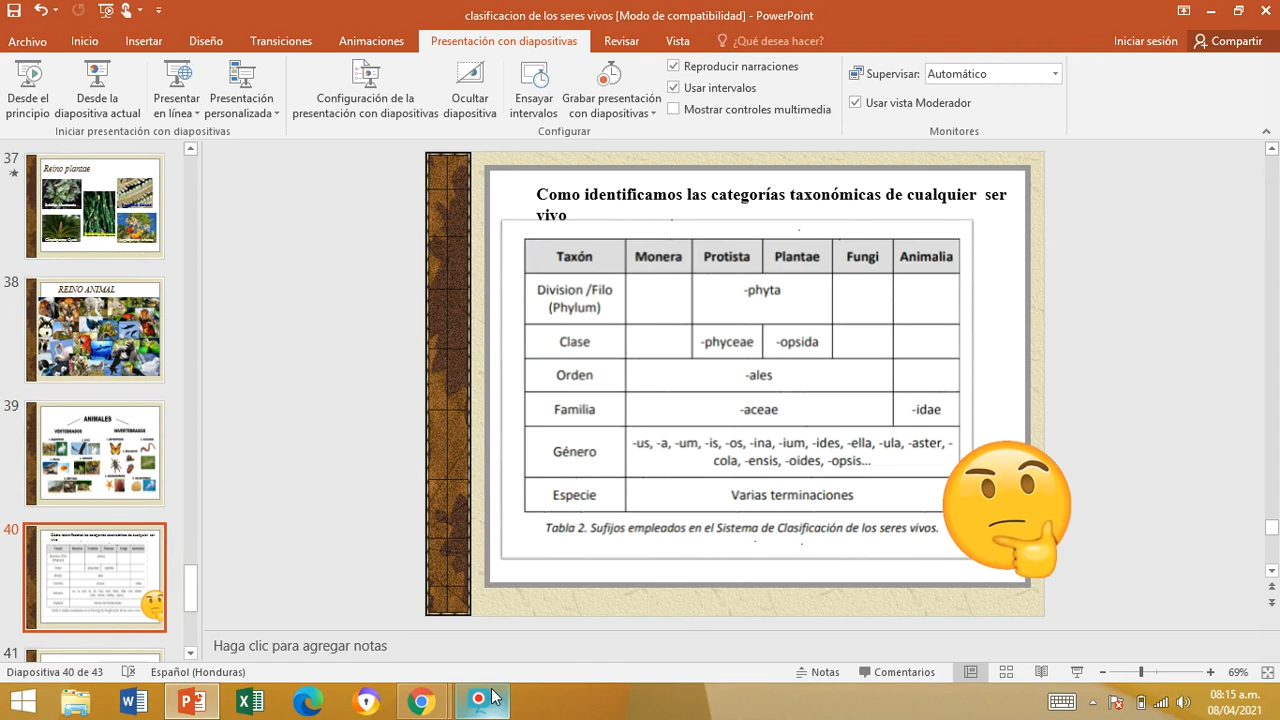 clasificacion de los seres vivos [Modo de compatibilidad] - PowerPoint
Archivo Inicio Insertar Diseño Transiciones Animaciones Presentación con diapositivas Revisar Vista ¿Qué desea hacer? Iniciar sesión Compartir
Desde el principio
Desde la diapositiva actual
Presentar en línea
Presentación personalizada
Iniciar presentación con diapositivas
Configuración de la presentación con diapositivas
Ocultar diapositiva
Ensayar intervalos
Grabar presentación con diapositivas
Reproducir narraciones
Usar intervalos
Mostrar controles multimedia
Configurar
Supervisar: Automático
Usar vista Moderador
Monitores
37
Reino plantas
38
REINO ANIMAL
39
ANIMALES
VERTEBRADOS INVERTEBRADOS
40
41
Como identificamos las categorías taxonómicas de cualquier ser
vivo
Taxón Monera Protista Plantae Fungi Animalia
Division /Filo
(Phylum)
-phyta
Clase -phyceae -opsida
Orden -ales
Familia -aceae -idae
Género
-us, -a, -um, -is, -os, -ina, -ium, -ides, -ella, -ula, -aster, -
cola, -ensis, -oides, -opsis...
Especie Varias terminaciones
Tabla 2. Sufijos empleados en el Sistema de Clasificación de los seres vivos.
Haga clic para agregar notas
Diapositiva 40 de 43 Español (Honduras) Notas Comentarios 69%
08:15 a.m.
08/04/2021